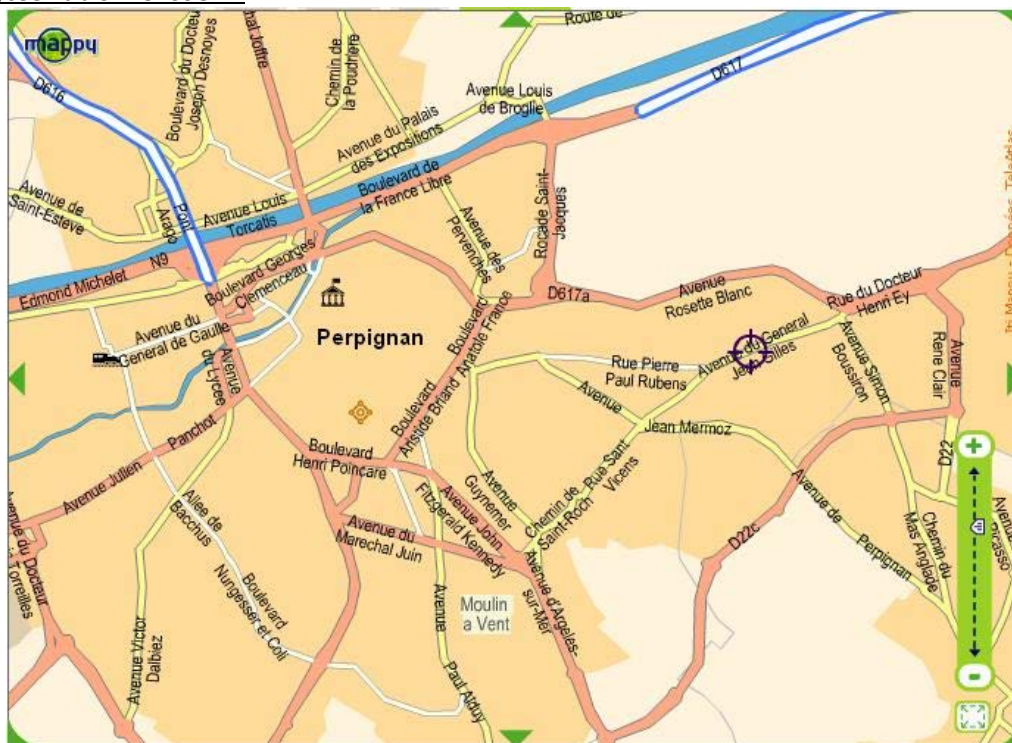 mappy
D616
Boulevard du Docteur
Joseph Desnoyes
hal Joffre
Chemin de
la Poudriere
Route de
Avenue Louis
de Broglie
D617
Avenue du Palais
des Expositions
Boulevard de
la France Libre
Avenue de
Saint-Esteve
Arago
Pont
Avenue Louis
Torcatis
Edmond Michelet
N9
Boulevard Georges
Clemenceau
Avenue des
Pervenches
Rocade Saint-
Jacques
D617a
Avenue
Rosette Blanc
Rue du Docteur
Henri Ey
Avenue du
General de Gaulle
Perpignan
Avenue
du Lycee
Boulevard
Anatole France
Boulevard
Aristide Briand
Rue Pierre
Paul Rubens
Avenue du General
Jean Gilles
Avenue Simon
Boussiron
Avenue
Rene Clair
Avenue
Jean Mermoz
Avenue Julien
Panchot
Boulevard
Henri Poincare
Avenue
Guynemer
Rue Sant
Vicens
Chemin de
Saint-Roch
D22
D22c
Avenue de
Perpignan
Allee de
Bacchus
Avenue John
Fitzgerald Kennedy
Avenue du
Marechal Juin
Avenue du Docteur
Torreilles
Boulevard
Nungesser et Coli
Avenue Victor
Dalbiez
Avenue
Paul Alduy
Moulin
a Vent
Avenue d'Argeles-
sur-Mer
Chemin du
Mas Anglade
Avenue
Picasso